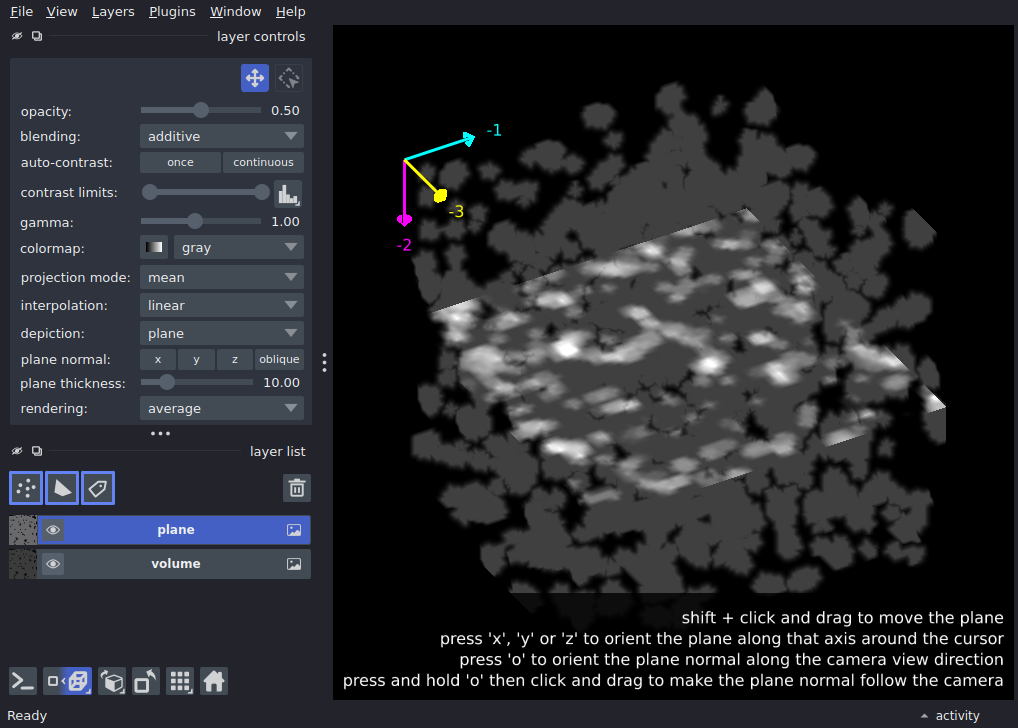 File View Layers Plugins Window Help
layer controls
opacity: 0.50
blending: additive
auto-contrast: once continuous
contrast limits:
gamma: 1.00
colormap: gray
projection mode: mean
interpolation: linear
depiction: plane
plane normal: x y z oblique
plane thickness: 10.00
rendering: average
layer list
plane
volume
-1
-3
-2
shift + click and drag to move the plane
press 'x', 'y' or 'z' to orient the plane along that axis around the cursor
press 'o' to orient the plane normal along the camera view direction
press and hold 'o' then click and drag to make the plane normal follow the camera
Ready
activity